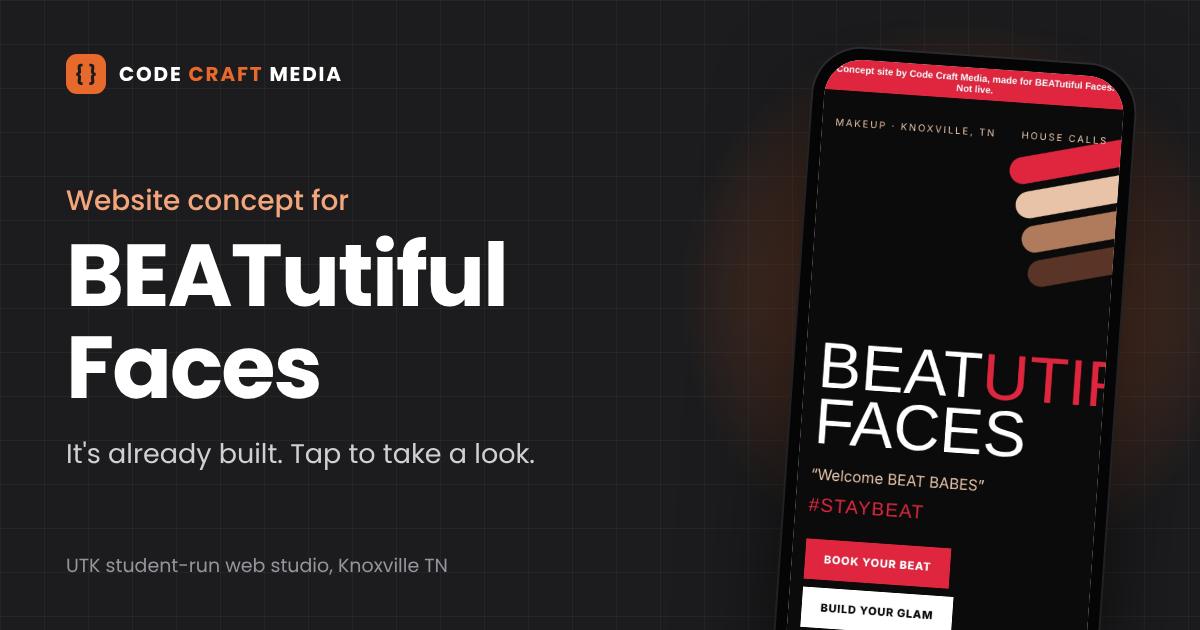 { } CODE CRAFT MEDIA
Website concept for
BEATutiful
Faces
It's already built. Tap to take a look.
UTK student-run web studio, Knoxville TN
Concept site by Code Craft Media, made for BEATutiful Faces.
Not live.
MAKEUP · KNOXVILLE, TN
HOUSE CALLS
BEATUTIF
FACES
“Welcome BEAT BABES”
#STAYBEAT
BOOK YOUR BEAT
BUILD YOUR GLAM